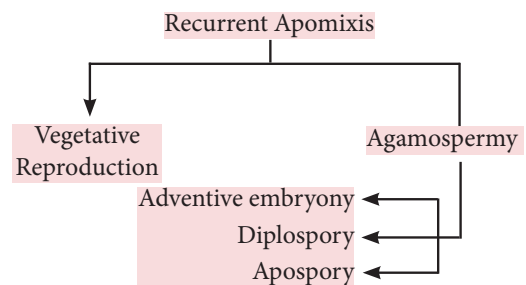 Recurrent Apomixis
Vegetative
Reproduction
Agamospermy
Adventive embryony
Diplospory
Apospory